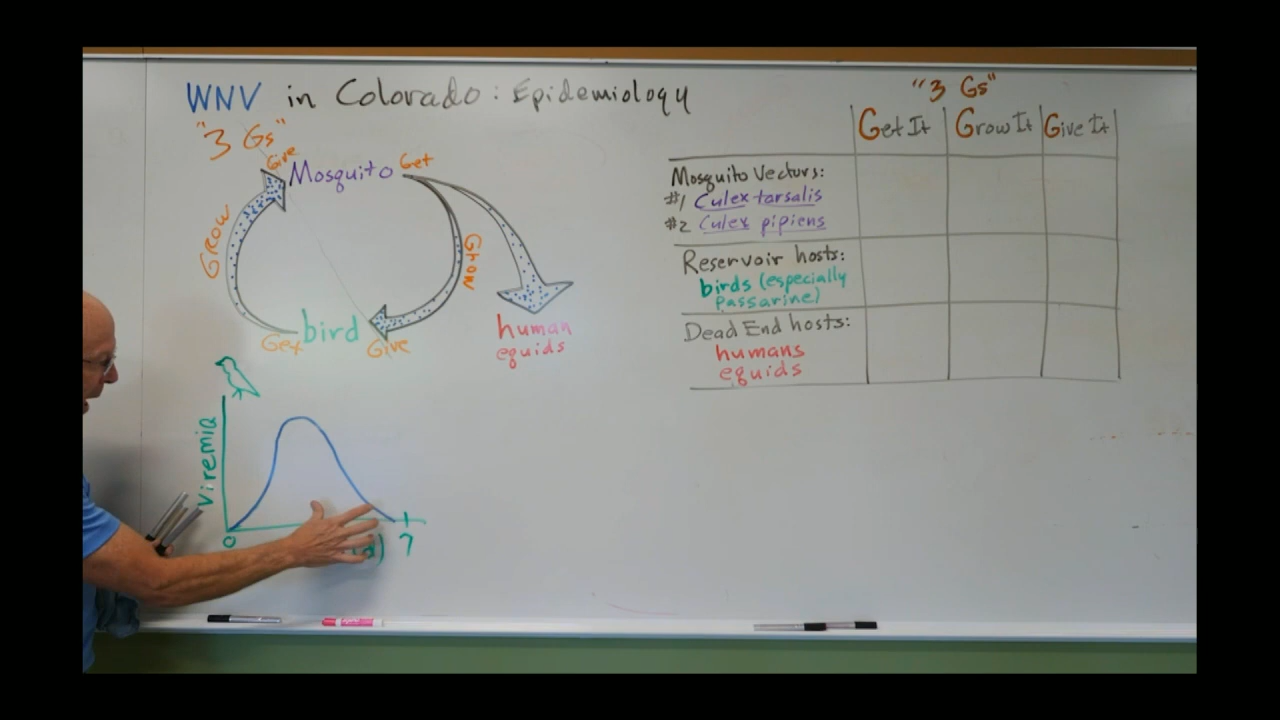 WNV in Colorado: Epidemiology
"3 Gs"
Give
Mosquito
Get
Grow
Grow
bird
Get
Give
human
equids
Viremia
0
d)
7
"3 Gs"
Get It Grow It Give It
Mosquito Vectors:
#1 Culex tarsalis
#2 Culex pipiens
Reservoir hosts:
birds (especially
passarine)
Dead End hosts:
humans
equids